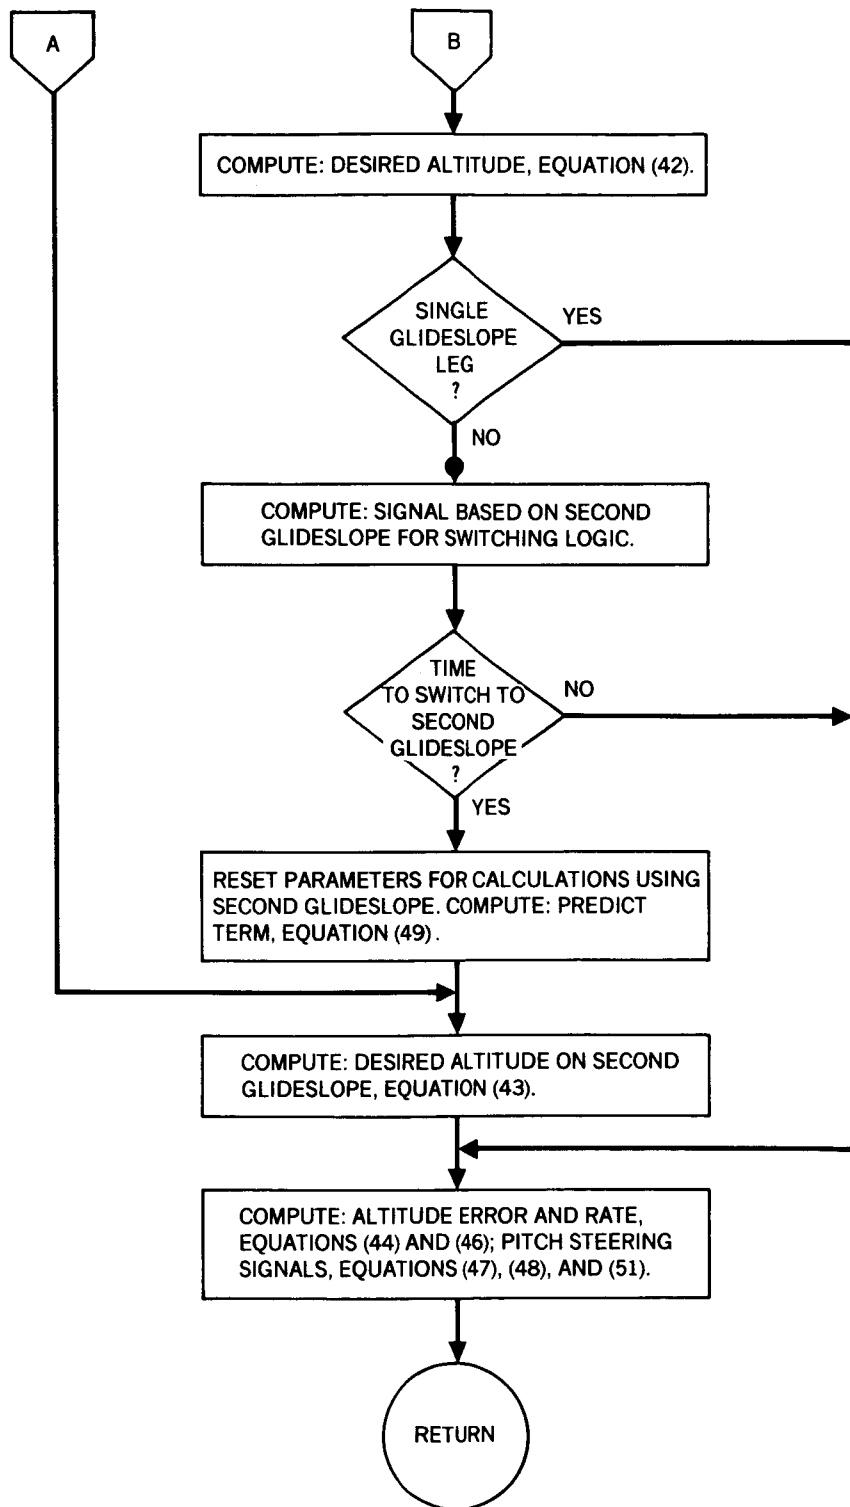 A
B
COMPUTE: DESIRED ALTITUDE, EQUATION (42).
SINGLE
GLIDESLOPE
LEG
?
YES
NO
COMPUTE: SIGNAL BASED ON SECOND
GLIDESLOPE FOR SWITCHING LOGIC.
TIME
TO SWITCH TO
SECOND
GLIDESLOPE
?
NO
YES
RESET PARAMETERS FOR CALCULATIONS USING
SECOND GLIDESLOPE. COMPUTE: PREDICT
TERM, EQUATION (49).
COMPUTE: DESIRED ALTITUDE ON SECOND
GLIDESLOPE, EQUATION (43).
COMPUTE: ALTITUDE ERROR AND RATE,
EQUATIONS (44) AND (46); PITCH STEERING
SIGNALS, EQUATIONS (47), (48), AND (51).
RETURN